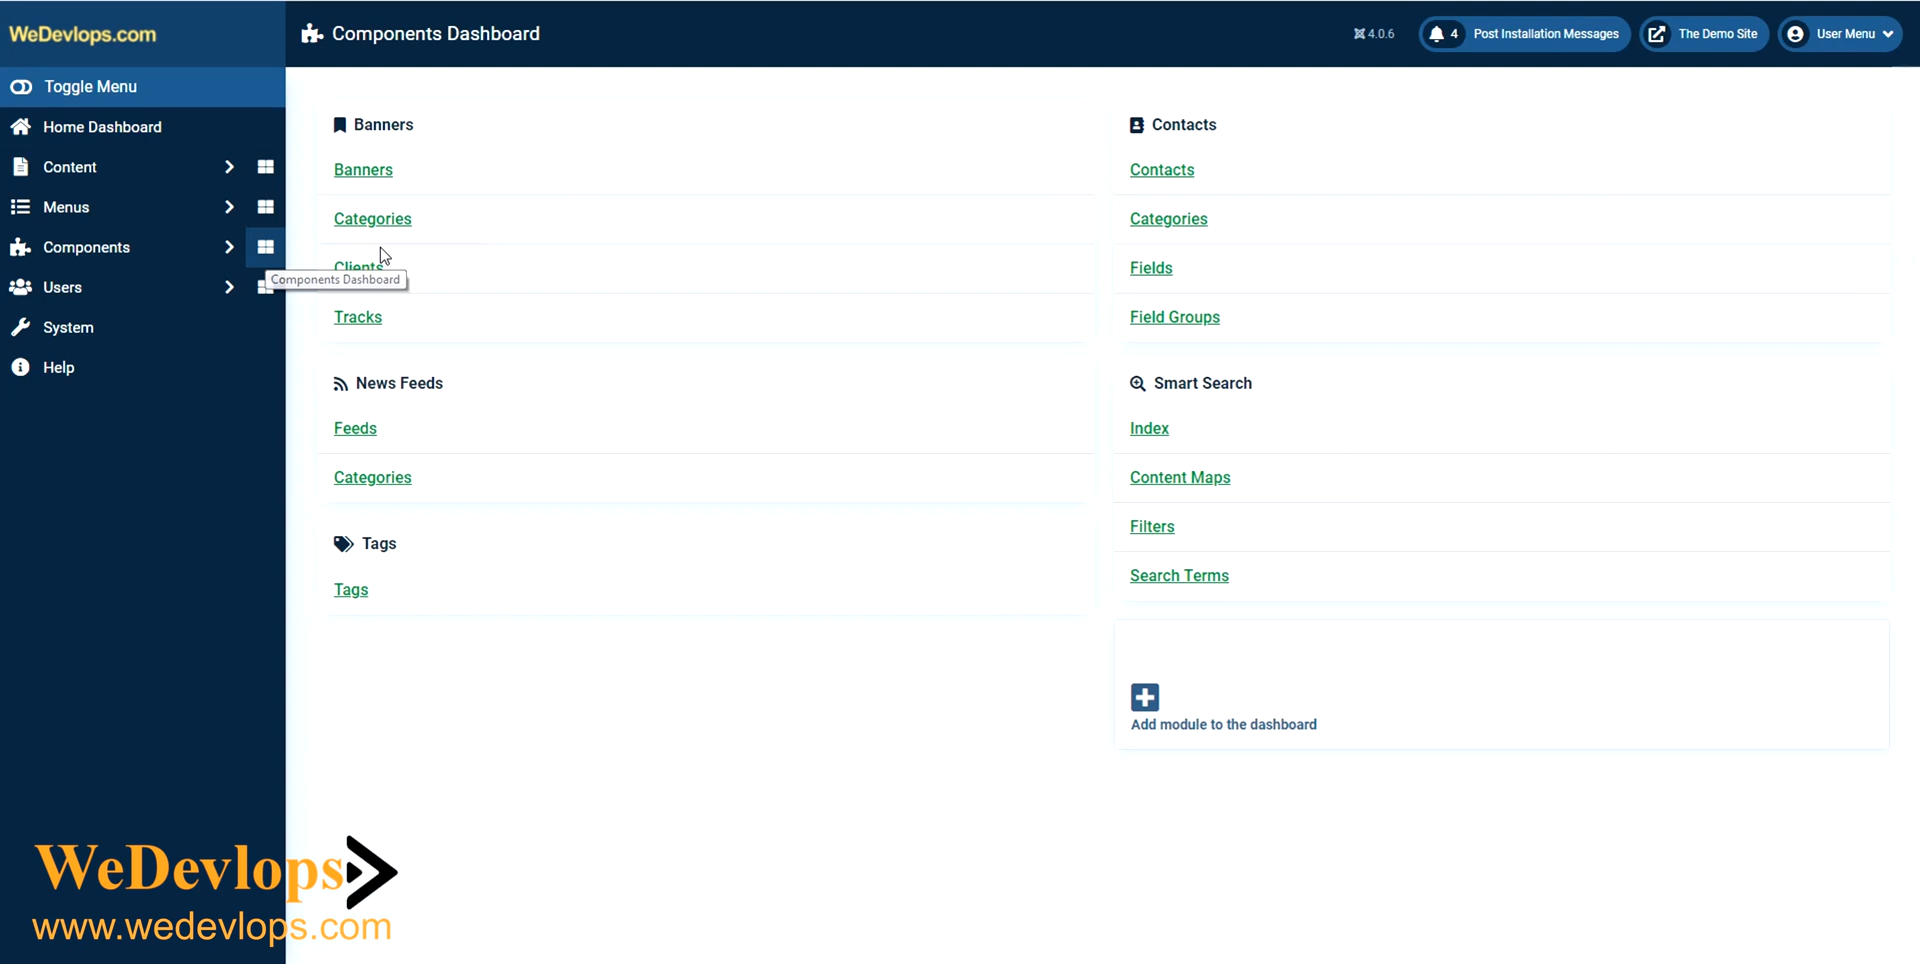 WeDevlops.com
Components Dashboard
4.0.6
4 Post Installation Messages
The Demo Site
User Menu
Toggle Menu
Home Dashboard
Content
Menus
Components
Users
System
Help
Components Dashboard
Banners
Banners
Categories
Clients
Tracks
News Feeds
Feeds
Categories
Tags
Tags
Contacts
Contacts
Categories
Fields
Field Groups
Smart Search
Index
Content Maps
Filters
Search Terms
Add module to the dashboard
WeDevlops
www.wedevlops.com